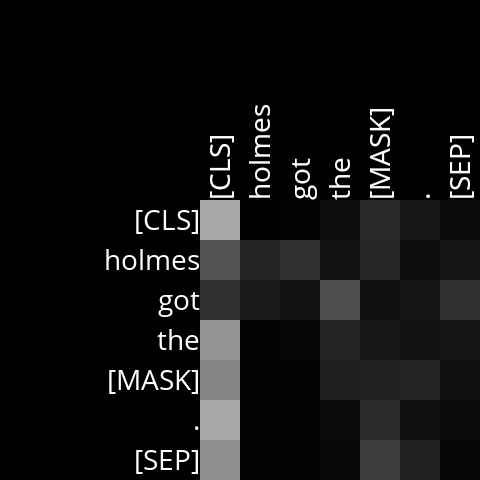 [CLS] holmes got the [MASK] . [SEP]
[CLS]
holmes
got
the
[MASK]
.
[SEP]